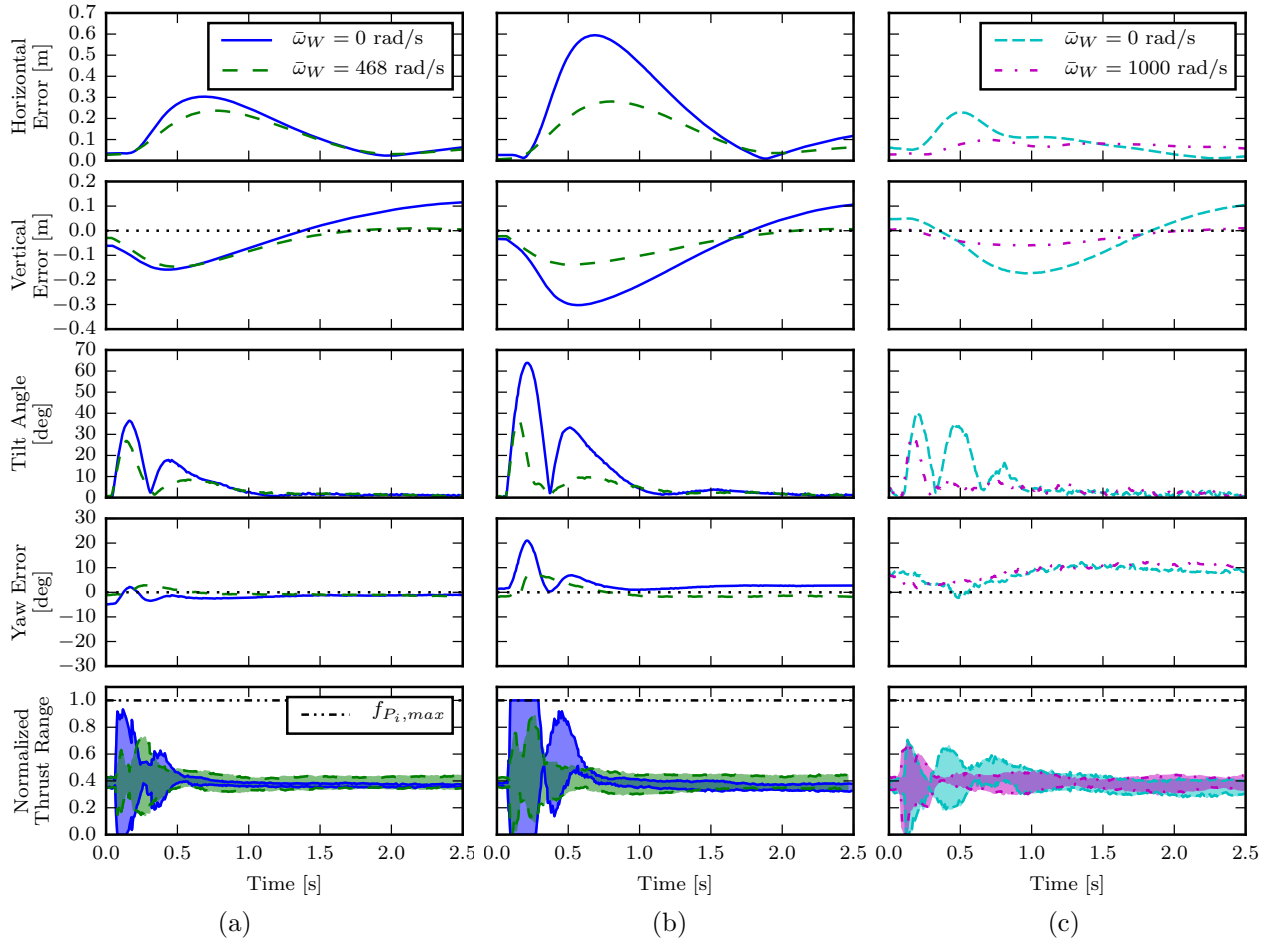 0.7
0.6
0.5
0.4
0.3
0.2
0.1
0.0
Horizontal
Error [m]
ω̄_W = 0 rad/s
ω̄_W = 468 rad/s
ω̄_W = 0 rad/s
ω̄_W = 1000 rad/s
0.2
0.1
0.0
−0.1
−0.2
−0.3
−0.4
Vertical
Error [m]
70
60
50
40
30
20
10
0
Tilt Angle
[deg]
30
20
10
0
−10
−20
−30
Yaw Error
[deg]
1.0
0.8
0.6
0.4
0.2
0.0
Normalized
Thrust Range
f_{P_i,max}
0.0 0.5 1.0 1.5 2.0 2.5
0.0 0.5 1.0 1.5 2.0 2.5
0.0 0.5 1.0 1.5 2.0 2.5
Time [s] Time [s] Time [s]
(a) (b) (c)